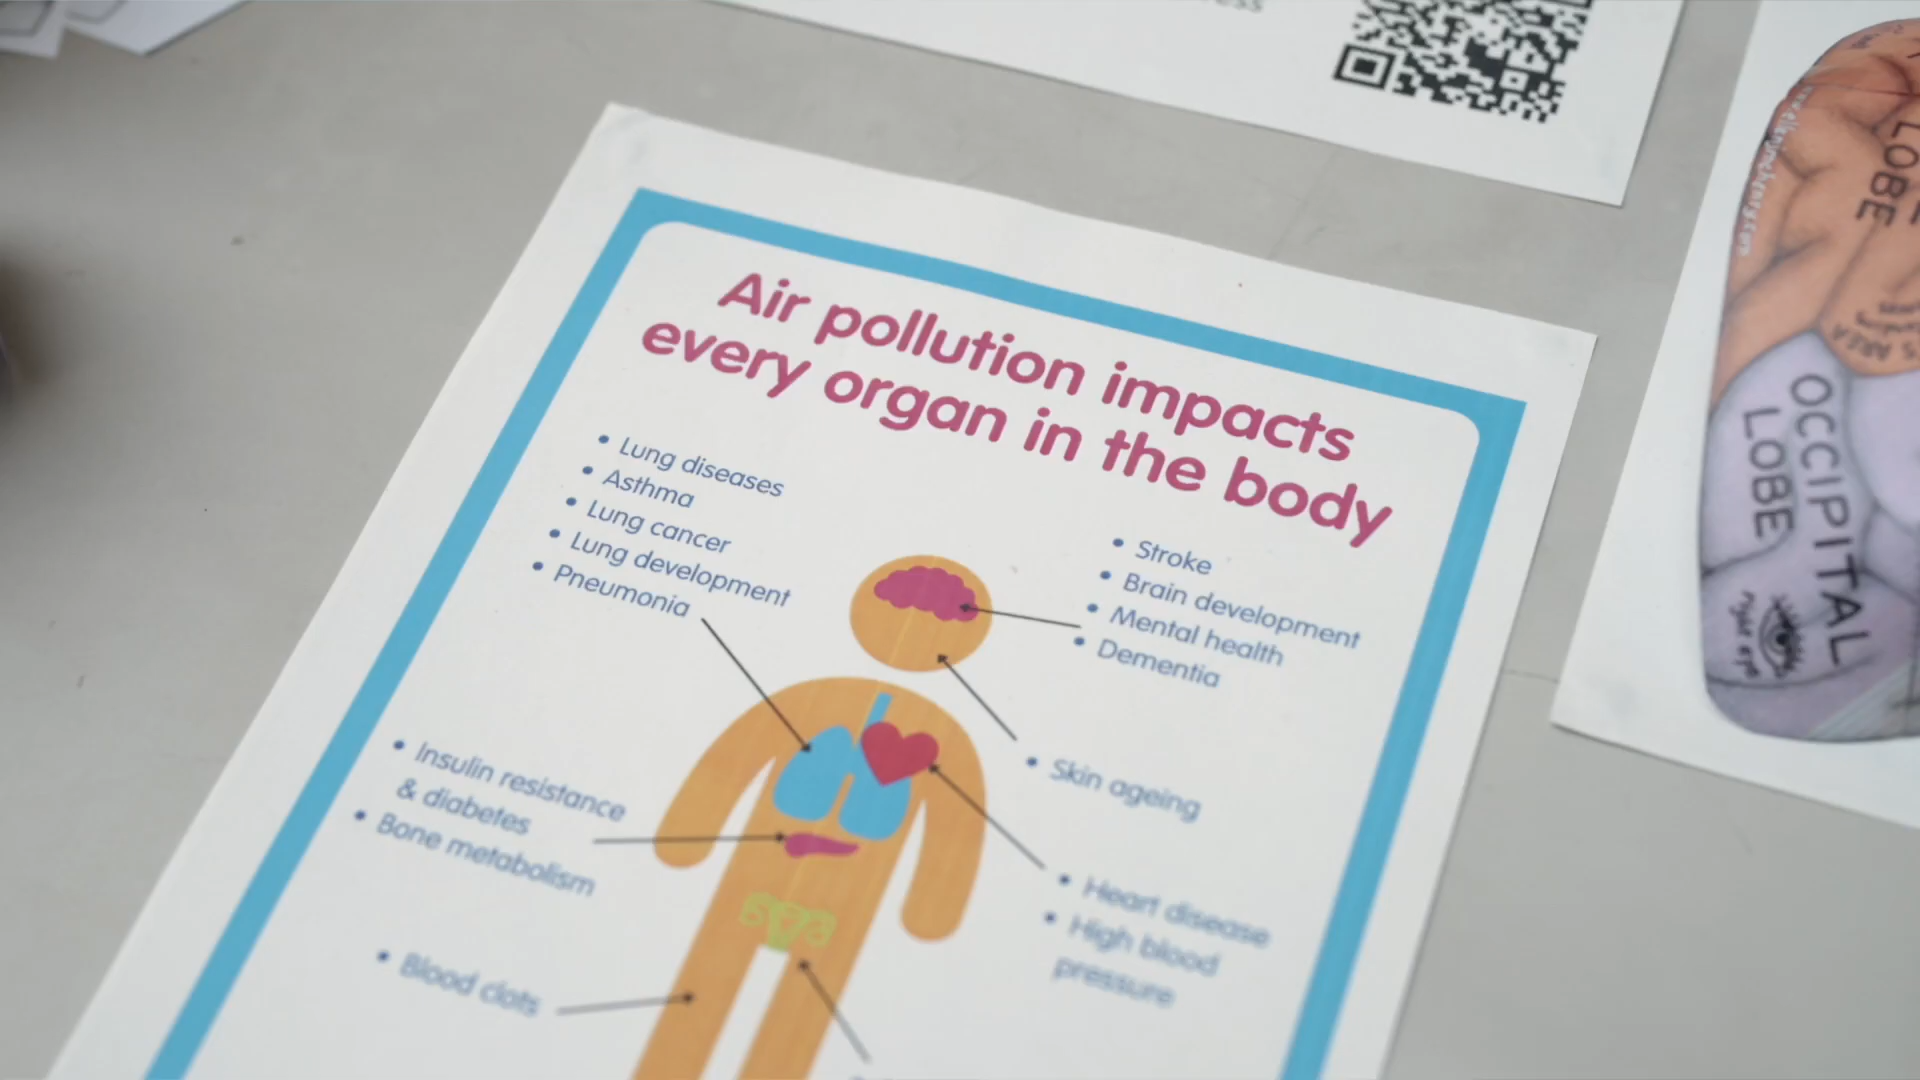 Air pollution impacts
every organ in the body
Lung diseases
Asthma
Lung cancer
Lung development
Pneumonia
Stroke
Brain development
Mental health
Dementia
Skin ageing
Insulin resistance
& diabetes
Bone metabolism
Heart disease
High blood
pressure
Blood clots
LOBE
OCCIPITAL
LOBE
right eye